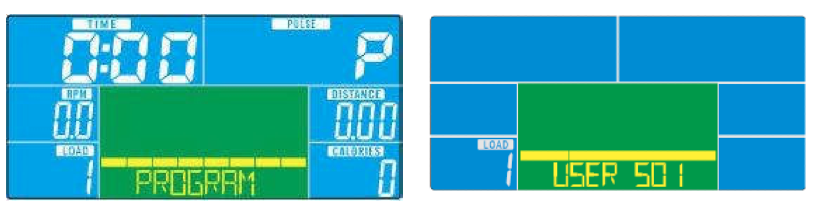 TIME PULSE
0:00 P
RPM DISTANCE
0.0 0.00
LOAD CALORIES
1 PROGRAM 0
LOAD
1 USER 501